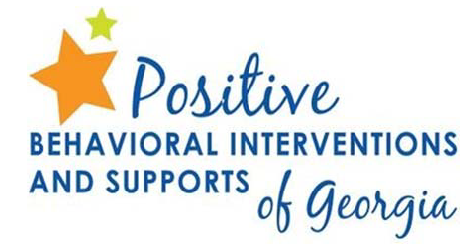 Positive
BEHAVIORAL INTERVENTIONS
AND SUPPORTS of Georgia